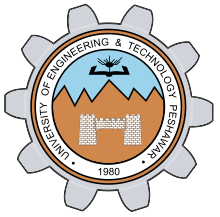 · UNIVERSITY OF ENGINEERING & TECHNOLOGY PESHAWAR ·
1980